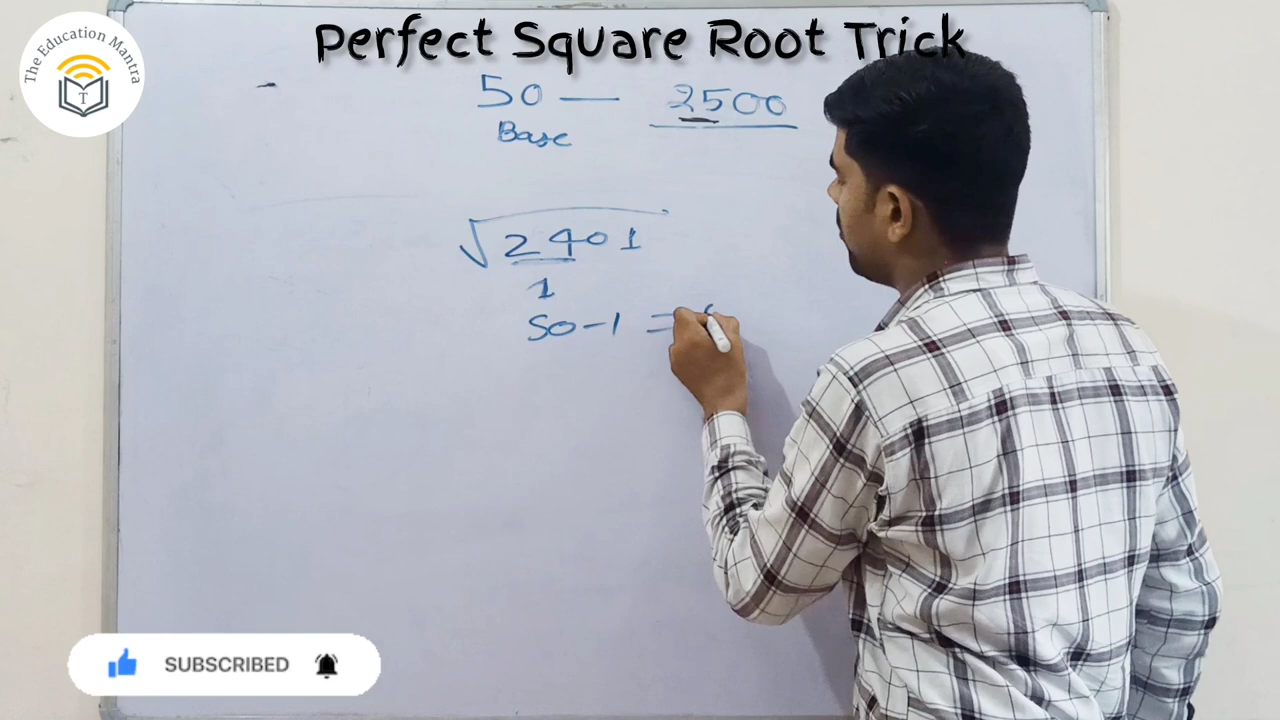 Perfect Square Root Trick
The Education Mantra
T
50 — 2500
Base
√2401
1
50-1 =
SUBSCRIBED